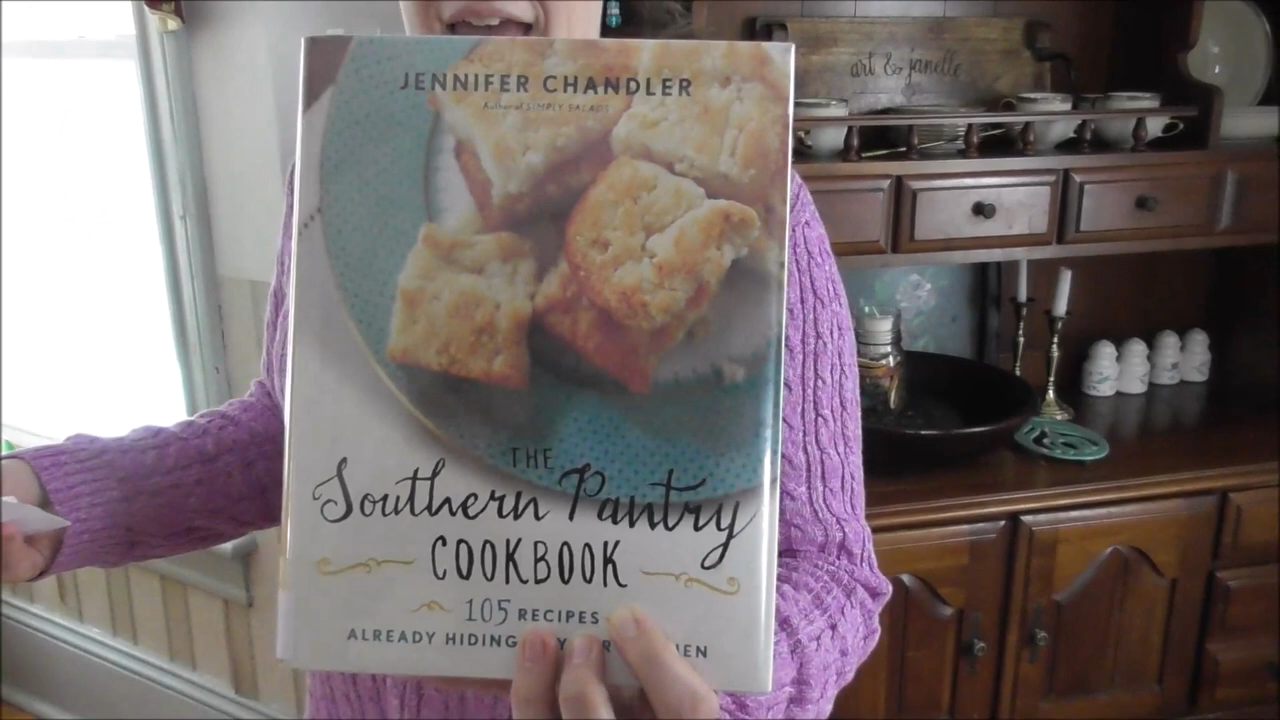 JENNIFER CHANDLER
Author of SIMPLY SALADS
art & janelle
THE
Southern Pantry
COOKBOOK
105 RECIPES
ALREADY HIDING